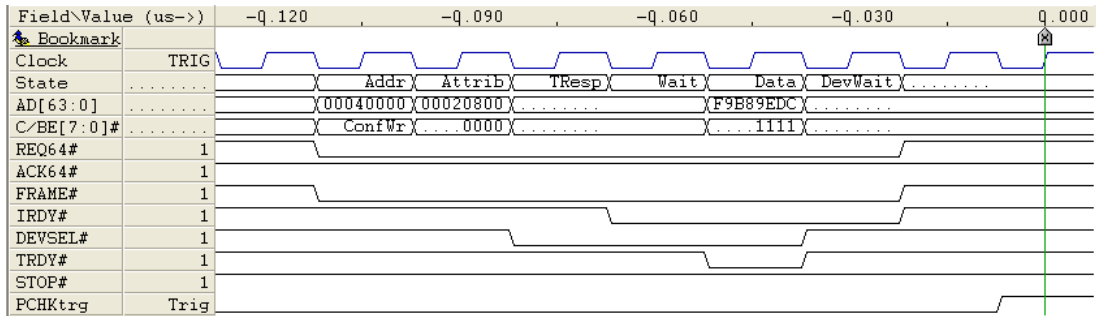 Field\Value (us->) -0.120 -0.090 -0.060 -0.030 0.000
Bookmark
Clock TRIG
State ........ Addr Attrib TResp Wait Data DevWait ........
AD[63:0] ........ 00040000 00020800 ........ F9B89EDC ........
C/BE[7:0]# ........ ConfWr ....0000 ........ ....1111 ........
REQ64# 1
ACK64# 1
FRAME# 1
IRDY# 1
DEVSEL# 1
TRDY# 1
STOP# 1
PCHKtrg Trig